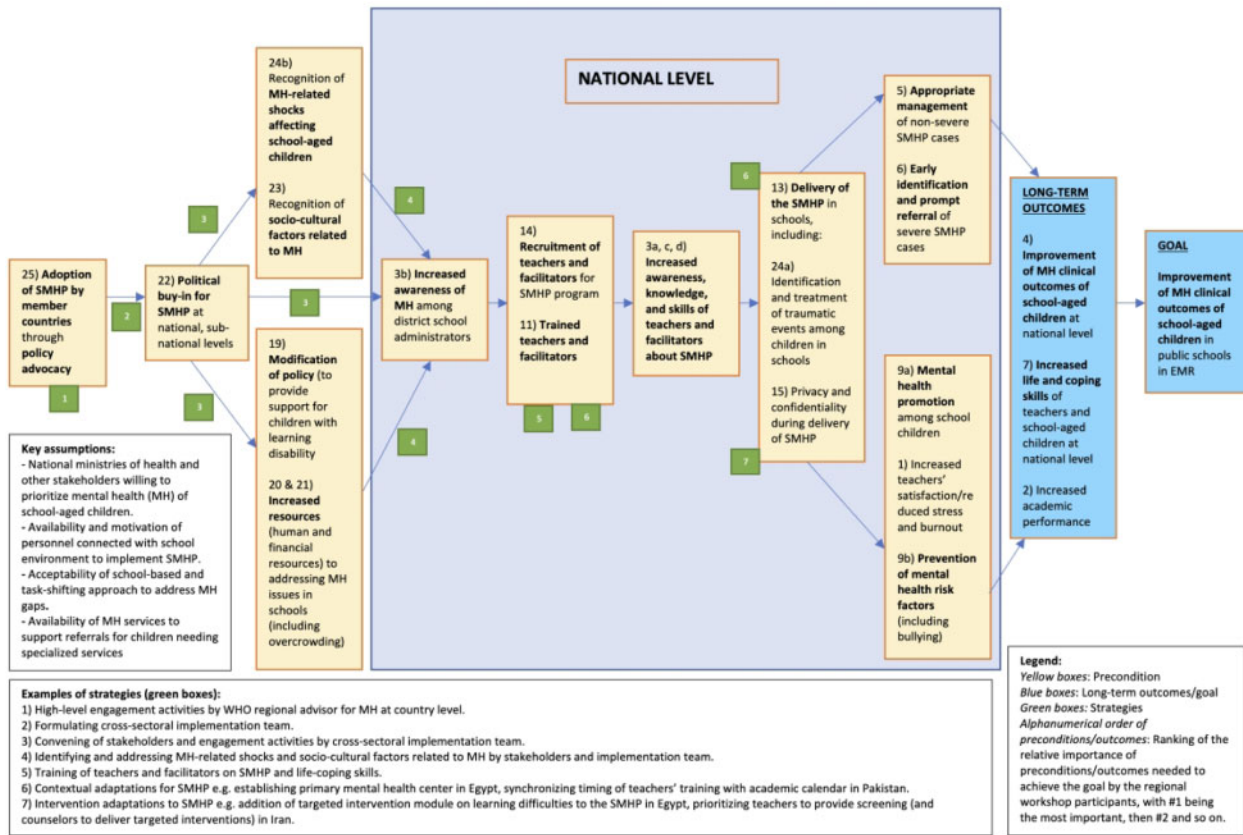 NATIONAL LEVEL
25) Adoption
of SMHP by
member
countries
through
policy
advocacy
1
2
22) Political
buy-in for
SMHP at
national, sub-
national levels
3
3
3
24b)
Recognition of
MH-related
shocks
affecting
school-aged
children
23)
Recognition of
socio-cultural
factors related
to MH
19)
Modification
of policy (to
provide
support for
children with
learning
disability
20 & 21)
Increased
resources
(human and
financial
resources) to
addressing MH
issues in
schools
(including
overcrowding)
4
4
3b) Increased
awareness of
MH among
district school
administrators
14)
Recruitment of
teachers and
facilitators for
SMHP program
11) Trained
teachers and
facilitators
5
6
3a, c, d)
Increased
awareness,
knowledge,
and skills of
teachers and
facilitators
about SMHP
6
13) Delivery of
the SMHP in
schools,
including:
24a)
Identification
and treatment
of traumatic
events among
children in
schools
15) Privacy and
confidentiality
during delivery
of SMHP
7
5) Appropriate
management
of non-severe
SMHP cases
6) Early
identification
and prompt
referral of
severe SMHP
cases
9a) Mental
health
promotion
among school
children
1) Increased
teachers'
satisfaction/re
duced stress
and burnout
9b) Prevention
of mental
health risk
factors
(including
bullying)
LONG-TERM
OUTCOMES
4)
Improvement
of MH clinical
outcomes of
school-aged
children at
national level
7) Increased
life and coping
skills of
teachers and
school-aged
children at
national level
2) Increased
academic
performance
GOAL
Improvement
of MH clinical
outcomes of
school-aged
children in
public schools
in EMR
Key assumptions:
- National ministries of health and
other stakeholders willing to
prioritize mental health (MH) of
school-aged children.
- Availability and motivation of
personnel connected with school
environment to implement SMHP.
- Acceptability of school-based and
task-shifting approach to address MH
gaps.
- Availability of MH services to
support referrals for children needing
specialized services
Examples of strategies (green boxes):
1) High-level engagement activities by WHO regional advisor for MH at country level.
2) Formulating cross-sectoral implementation team.
3) Convening of stakeholders and engagement activities by cross-sectoral implementation team.
4) Identifying and addressing MH-related shocks and socio-cultural factors related to MH by stakeholders and implementation team.
5) Training of teachers and facilitators on SMHP and life-coping skills.
6) Contextual adaptations for SMHP e.g. establishing primary mental health center in Egypt, synchronizing timing of teachers' training with academic calendar in Pakistan.
7) Intervention adaptations to SMHP e.g. addition of targeted intervention module on learning difficulties to the SMHP in Egypt, prioritizing teachers to provide screening (and
counselors to deliver targeted interventions) in Iran.
Legend:
Yellow boxes: Precondition
Blue boxes: Long-term outcomes/goal
Green boxes: Strategies
Alphanumerical order of
preconditions/outcomes: Ranking of the
relative importance of
preconditions/outcomes needed to
achieve the goal by the regional
workshop participants, with #1 being
the most important, then #2 and so on.